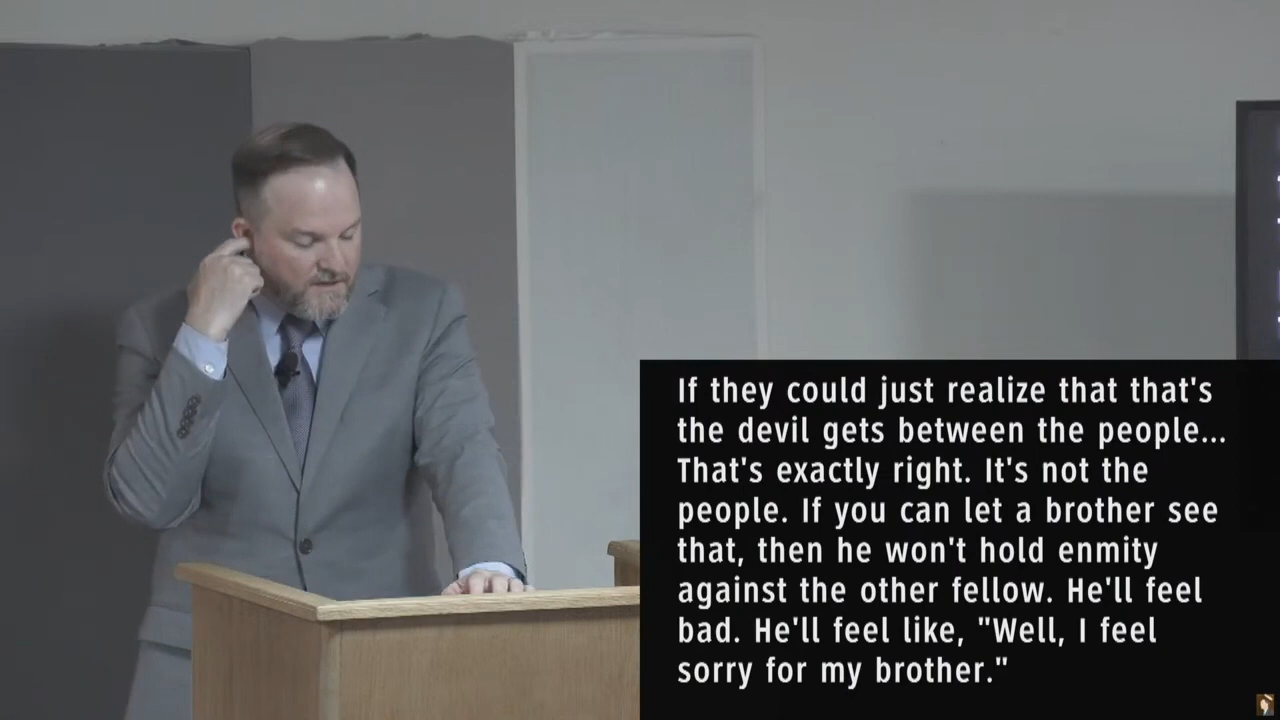 If they could just realize that that's
the devil gets between the people...
That's exactly right. It's not the
people. If you can let a brother see
that, then he won't hold enmity
against the other fellow. He'll feel
bad. He'll feel like, "Well, I feel
sorry for my brother."